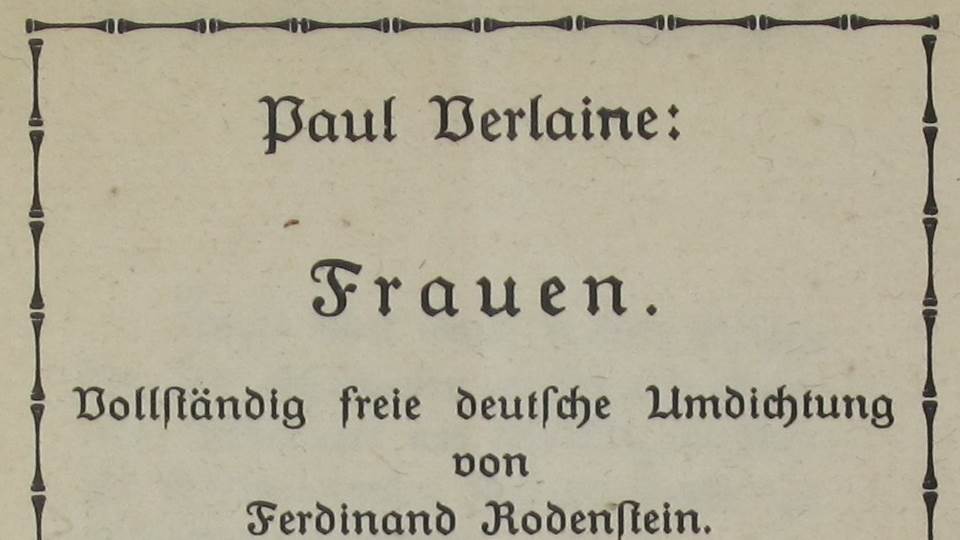 Paul Verlaine:
Frauen.
Vollſtändig freie deutſche Umdichtung
von
Ferdinand Rodenſtein.